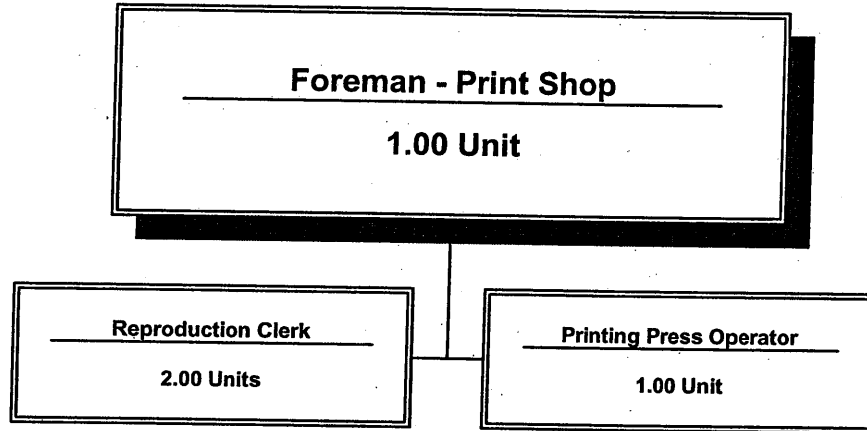 Foreman - Print Shop
1.00 Unit
Reproduction Clerk
2.00 Units
Printing Press Operator
1.00 Unit